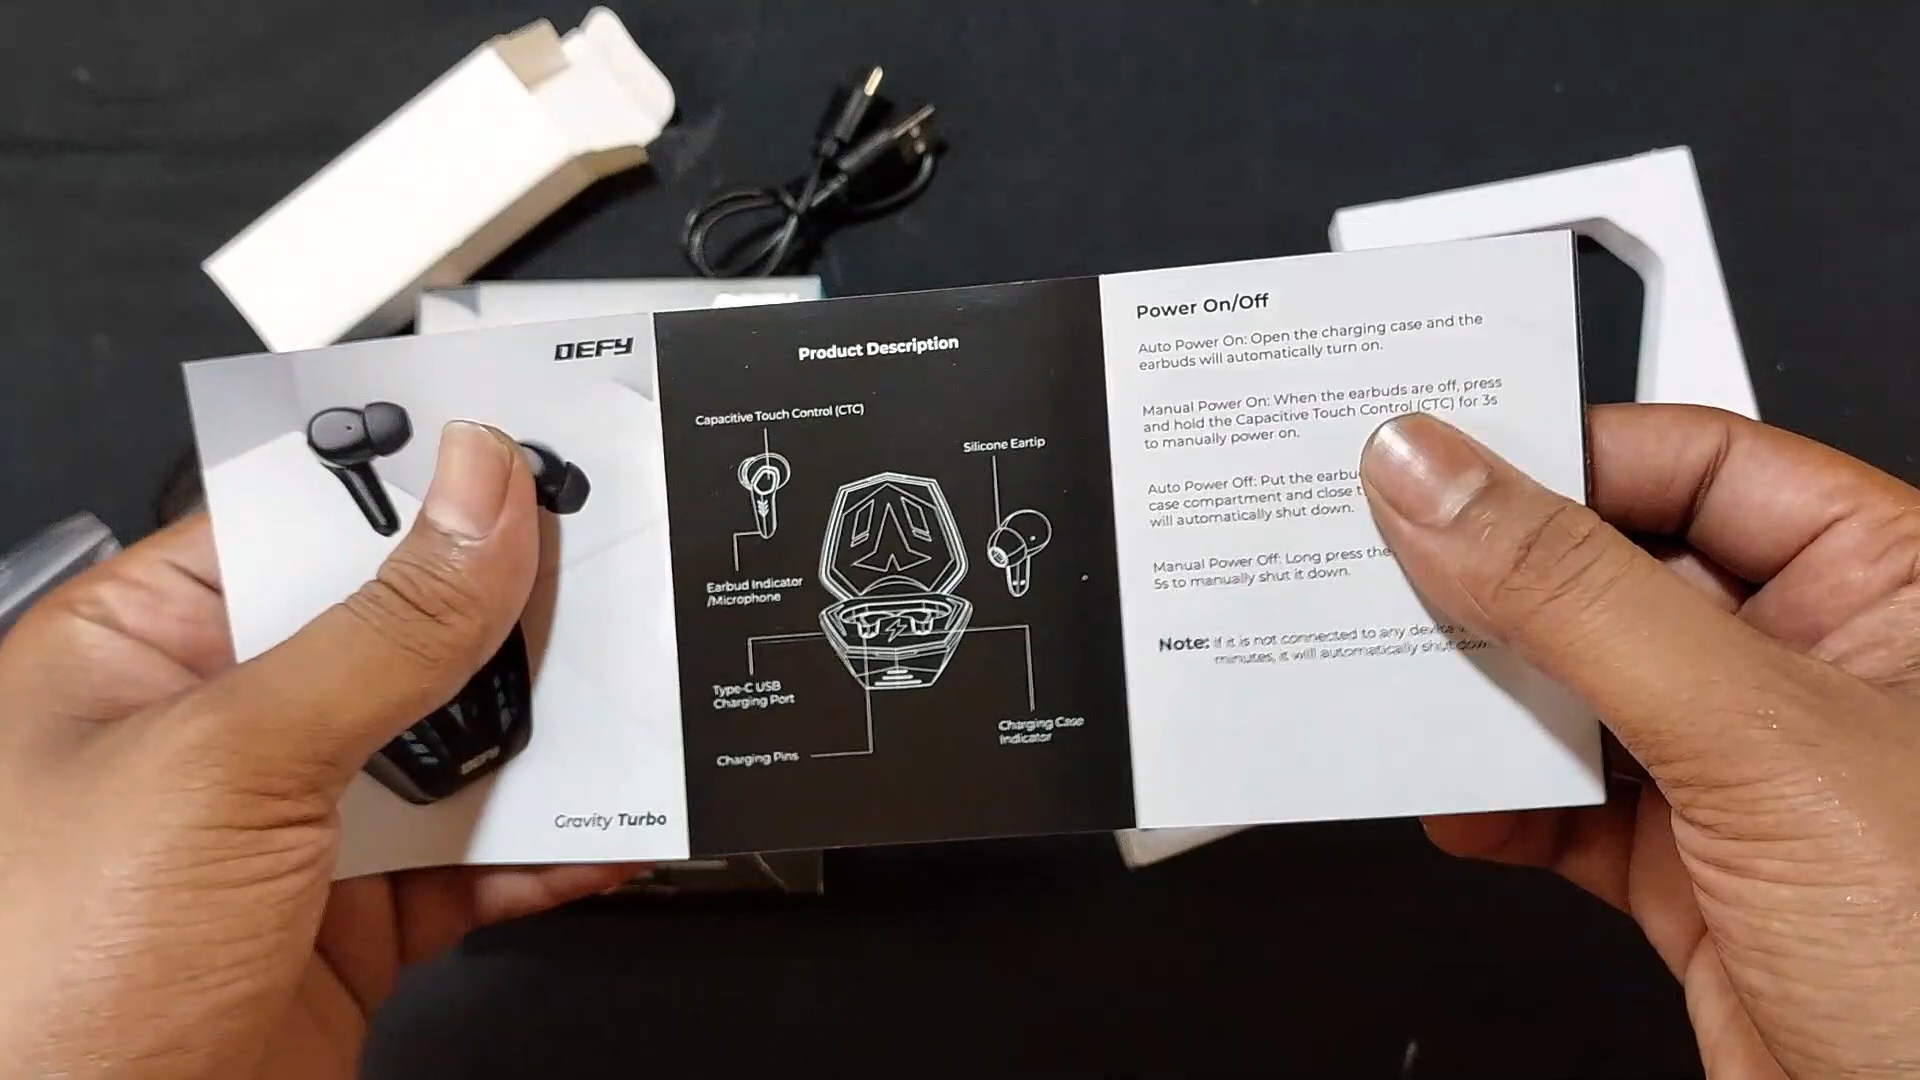 DEFY
DEFY
Gravity Turbo
Product Description
Capacitive Touch Control (CTC)
Silicone Eartip
Earbud Indicator
/Microphone
Type-C USB
Charging Port
Charging Case
Indicator
Charging Pins
Power On/Off
Auto Power On: Open the charging case and the
earbuds will automatically turn on.
Manual Power On: When the earbuds are off, press
and hold the Capacitive Touch Control (CTC) for 3s
to manually power on.
Auto Power Off: Put the
case compartment and close
will automatically shut down.
Manual Power Off: Long press the
5s to manually shut it down.
Note: If it is not connected to any device
minutes, it will automatically shut down.